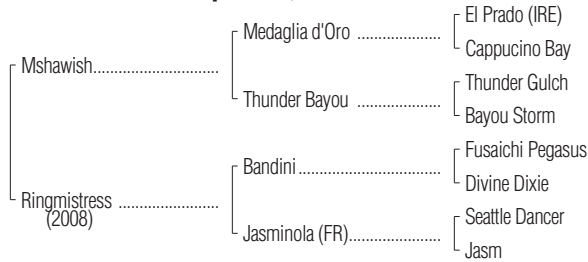 El Prado (IRE)
Medaglia d'Oro ....................
Cappucino Bay
Mshawish..............................
Thunder Gulch
Thunder Bayou ....................
Bayou Storm
Fusaichi Pegasus
Bandini ..................................
Divine Dixie
Ringmistress ........................
(2008)
Seattle Dancer
Jasminola (FR)......................
Jasm